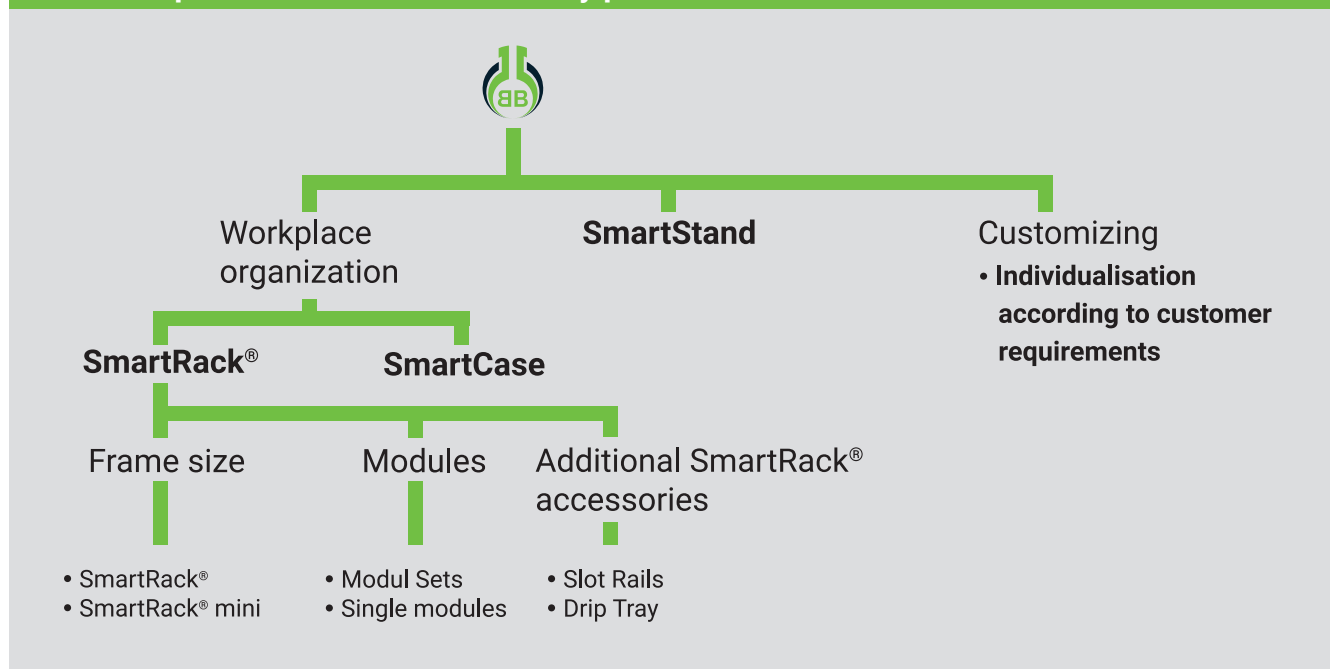 BB
Workplace
organization
SmartStand
Customizing
• Individualisation
according to customer
requirements
SmartRack®
SmartCase
Frame size
Modules
Additional SmartRack®
accessories
• SmartRack®
• SmartRack® mini
• Modul Sets
• Single modules
• Slot Rails
• Drip Tray